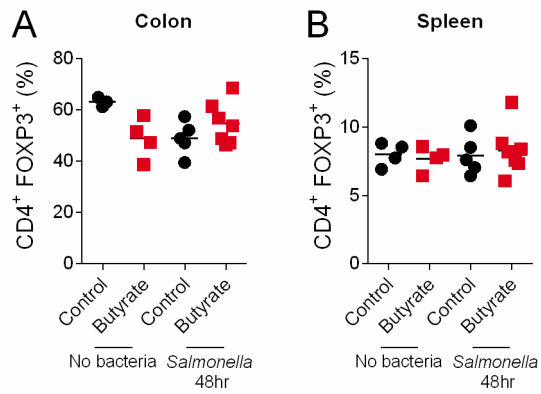 A
Colon
CD4+ FOXP3+ (%)
80
60
40
20
0
Control
Butyrate
Control
Butyrate
No bacteria
Salmonella
48hr
B
Spleen
CD4+ FOXP3+ (%)
15
10
5
0
Control
Butyrate
Control
Butyrate
No bacteria
Salmonella
48hr